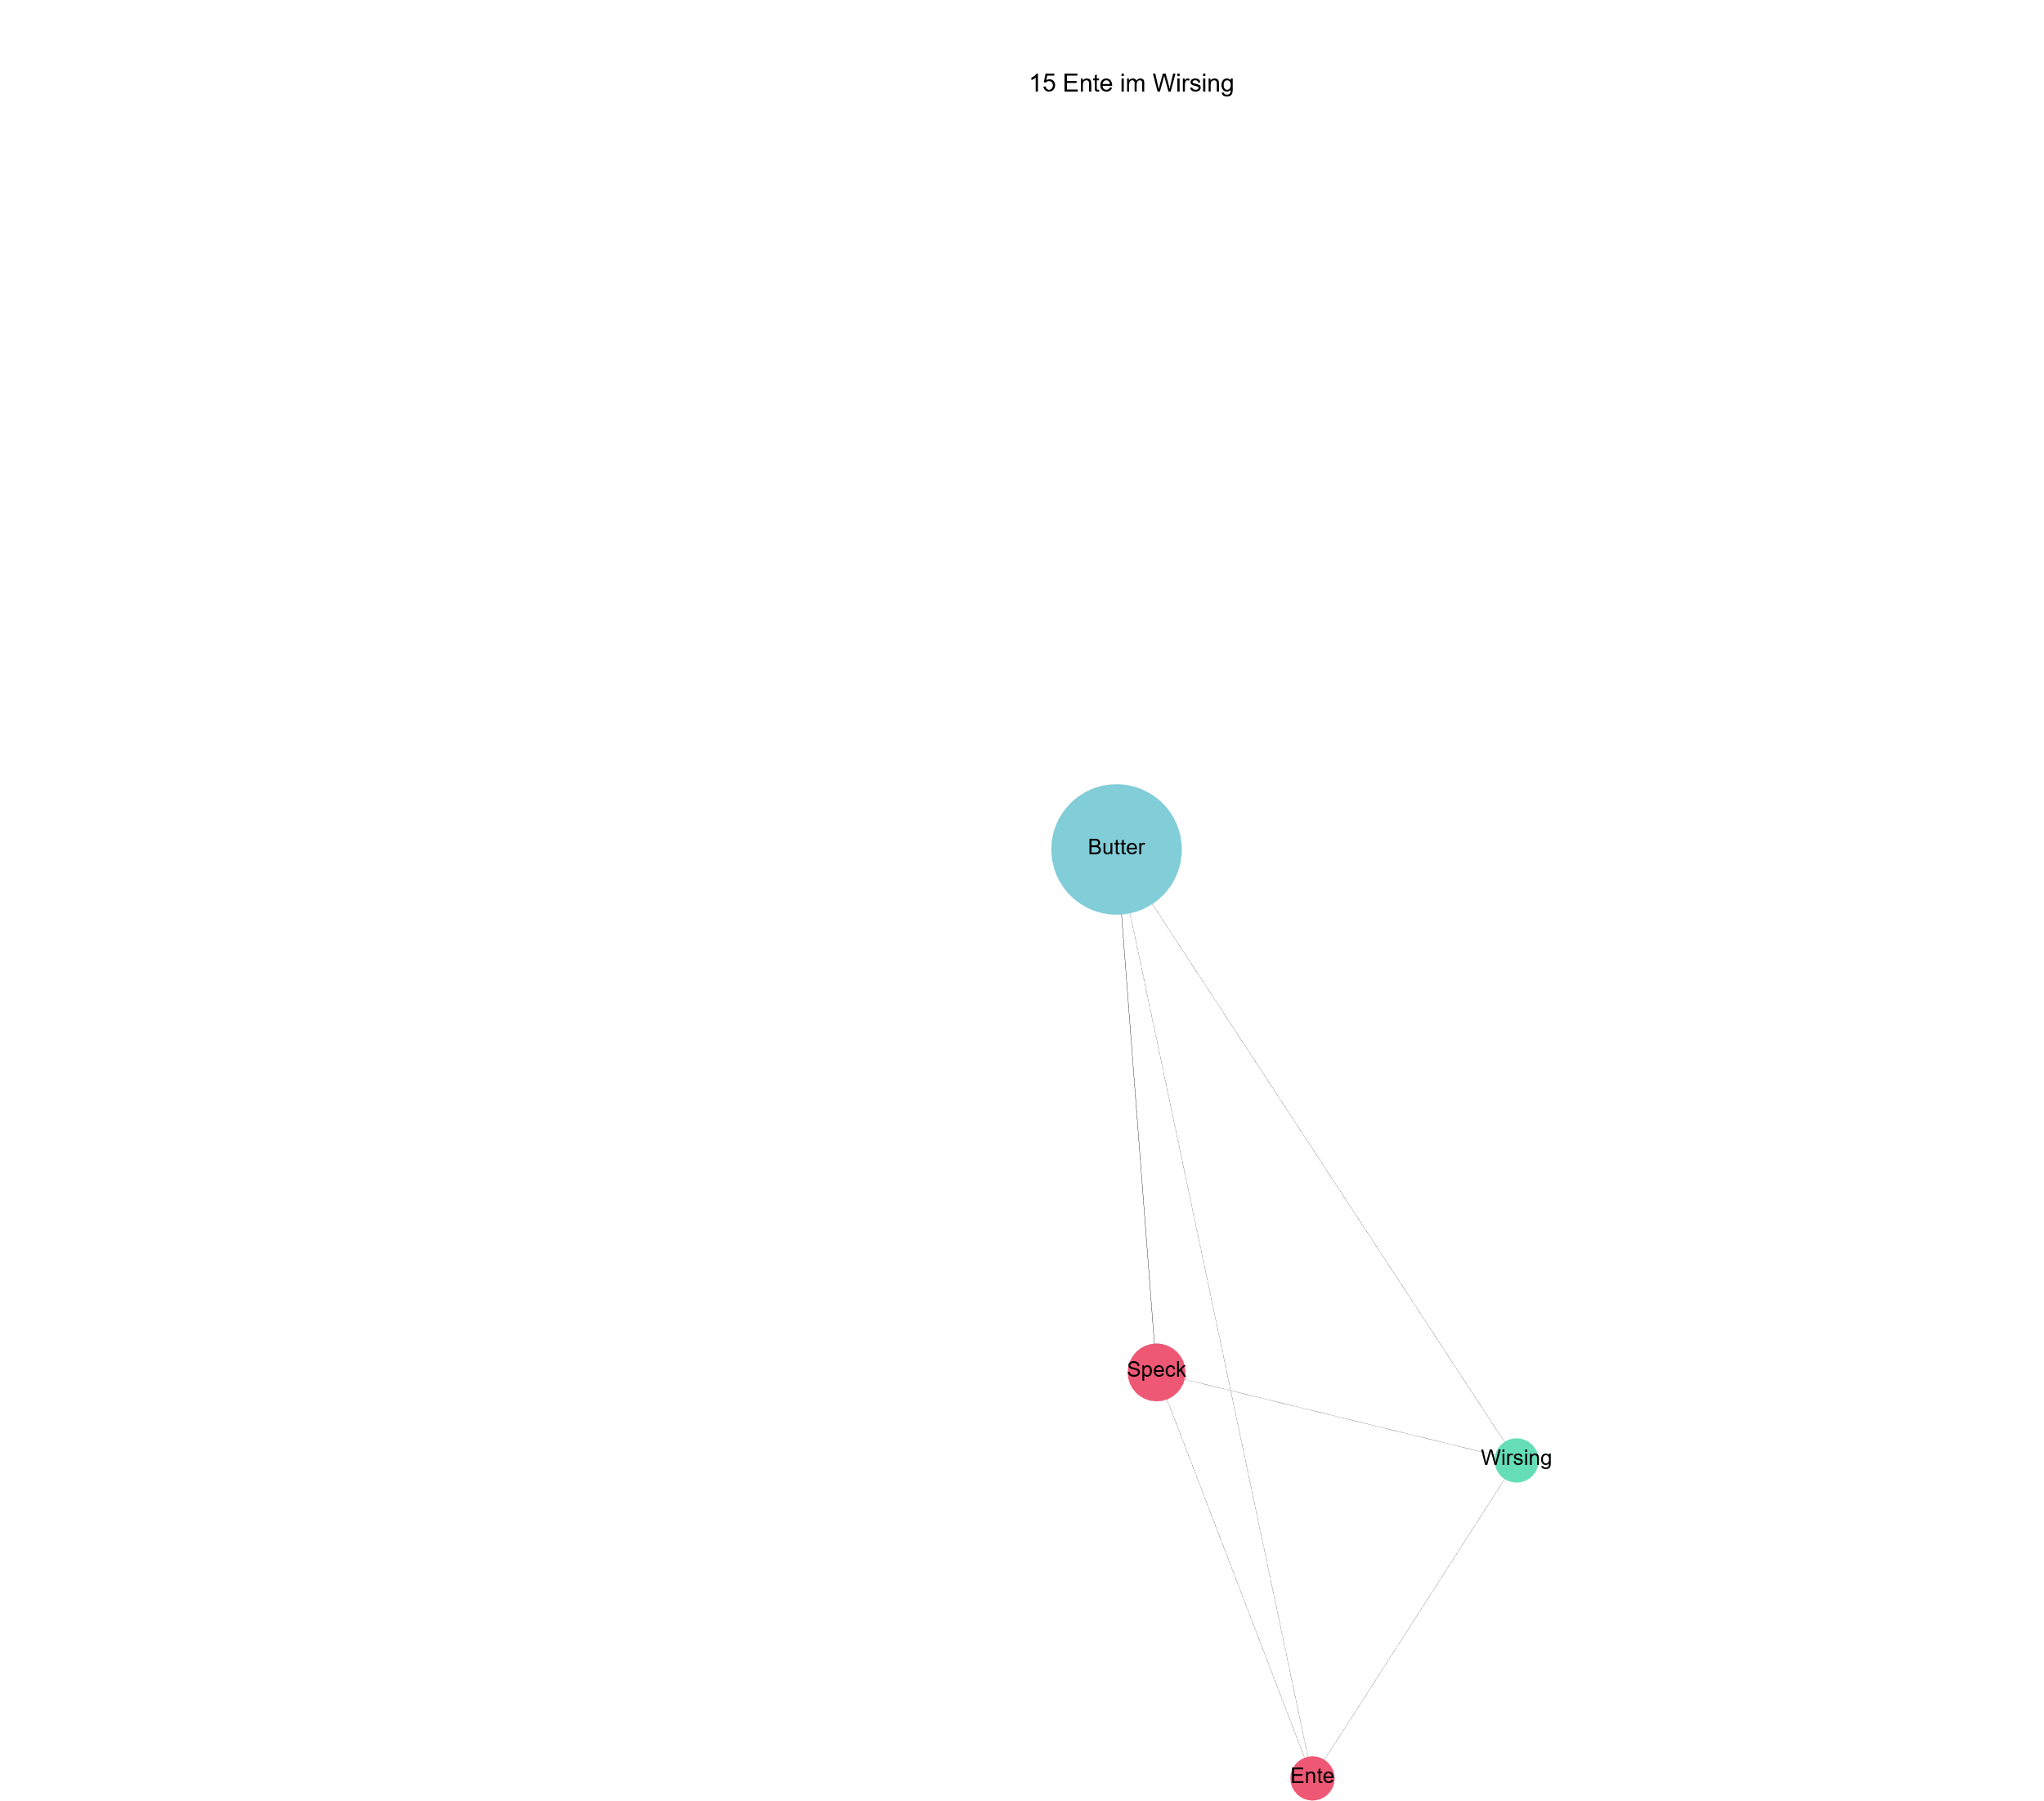 15 Ente im Wirsing
Butter
Speck
Wirsing
Ente